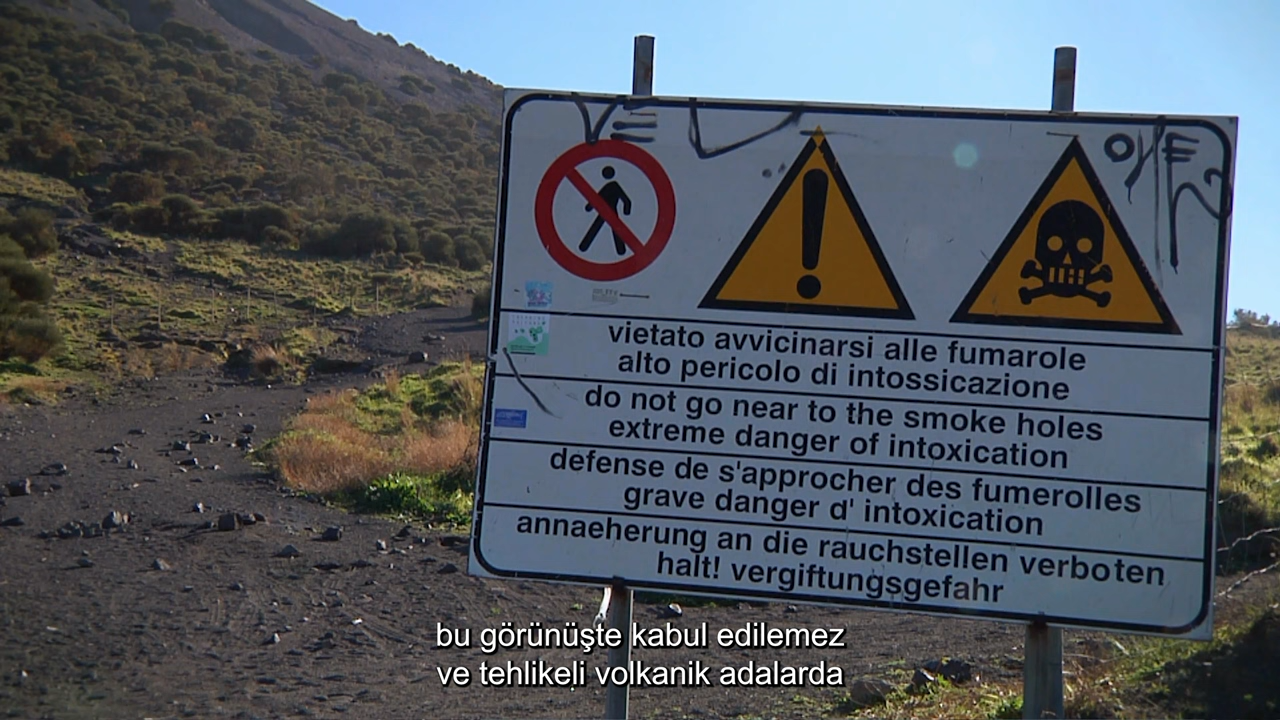 vietato avvicinarsi alle fumarole
alto pericolo di intossicazione
do not go near to the smoke holes
extreme danger of intoxication
defense de s'approcher des fumerolles
grave danger d' intoxication
annaeherung an die rauchstellen verboten
halt! vergiftungsgefahr
bu görünüşte kabul edilemez
ve tehlikeli volkanik adalarda